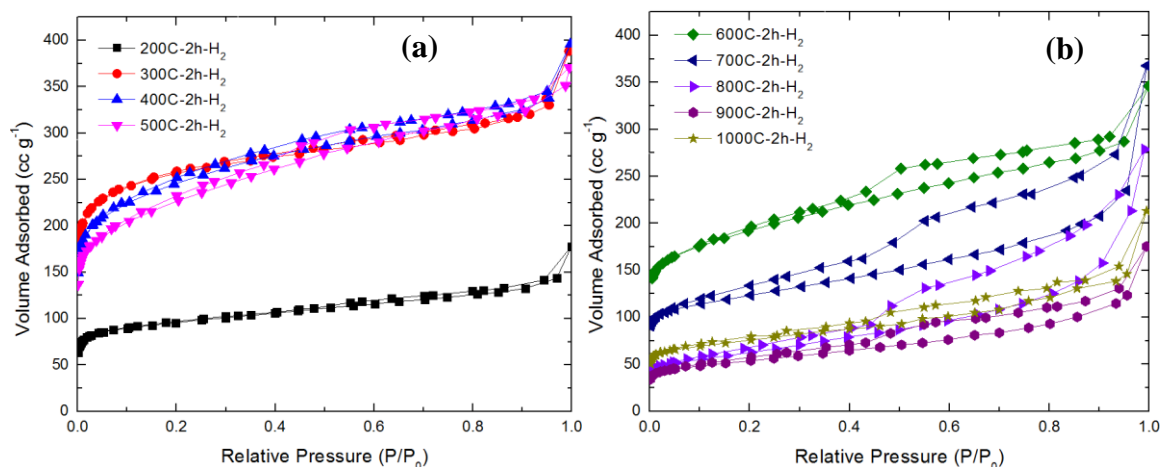 (a)
200C-2h-H2
300C-2h-H2
400C-2h-H2
500C-2h-H2
Volume Adsorbed (cc g-1)
400
350
300
250
200
150
100
50
0
0.0 0.2 0.4 0.6 0.8 1.0
Relative Pressure (P/P0)
(b)
600C-2h-H2
700C-2h-H2
800C-2h-H2
900C-2h-H2
1000C-2h-H2
Volume Adsorbed (cc g-1)
400
350
300
250
200
150
100
50
0
0.0 0.2 0.4 0.6 0.8 1.0
Relative Pressure (P/P0)